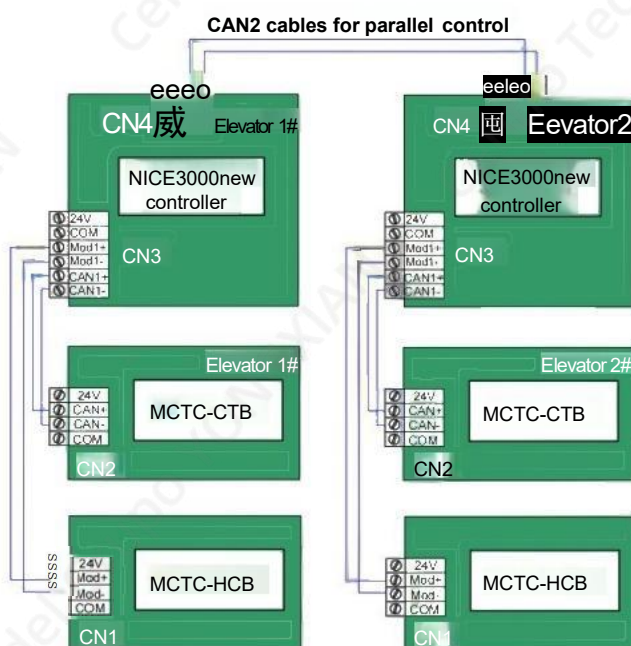 CAN2 cables for parallel control
eeeo
CN4威 Elevator 1#
NICE3000new
controller
24V
COM
Mod1+
Mod1-
CAN1+
CAN1-
CN3
eeleo
CN4 Eevator2
NICE3000new
controller
24V
COM
Mod1+
Mod1-
CAN1+
CAN1-
CN3
Elevator 1#
24V
CAN+
CAN-
COM
MCTC-CTB
CN2
Elevator 2#
24V
CAN+
CAN-
COM
MCTC-CTB
CN2
SSSS
24V
Mod+
Mod-
COM
MCTC-HCB
CN1
24V
Mod+
Mod-
COM
MCTC-HCB
CN1